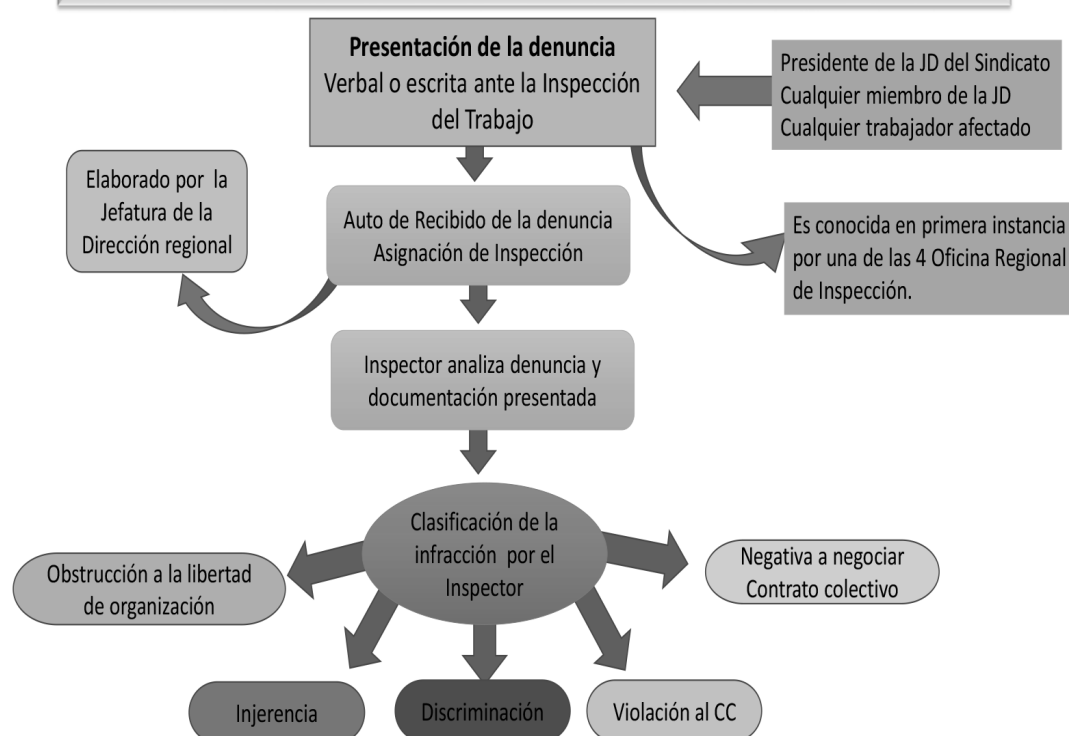 Presentación de la denuncia
Verbal o escrita ante la Inspección
del Trabajo
Presidente de la JD del Sindicato
Cualquier miembro de la JD
Cualquier trabajador afectado
Elaborado por la
Jefatura de la
Dirección regional
Auto de Recibido de la denuncia
Asignación de Inspección
Es conocida en primera instancia
por una de las 4 Oficina Regional
de Inspección.
Inspector analiza denuncia y
documentación presentada
Clasificación de la
infracción por el
Inspector
Obstrucción a la libertad
de organización
Negativa a negociar
Contrato colectivo
Injerencia
Discriminación
Violación al CC